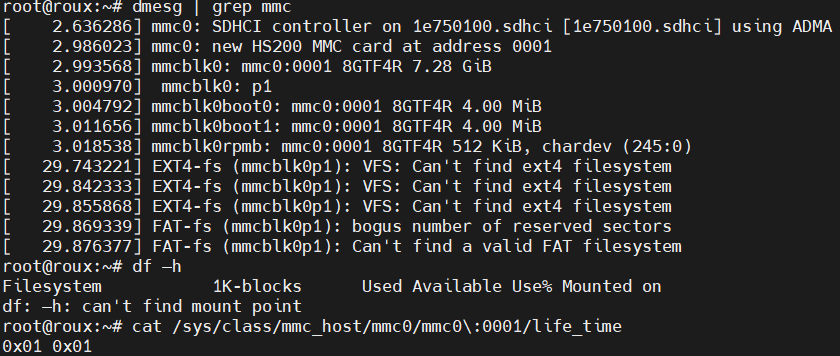 root@roux:~# dmesg | grep mmc
[    2.636286] mmc0: SDHCI controller on 1e750100.sdhci [1e750100.sdhci] using ADMA
[    2.986023] mmc0: new HS200 MMC card at address 0001
[    2.993568] mmcblk0: mmc0:0001 8GTF4R 7.28 GiB
[    3.000970]  mmcblk0: p1
[    3.004792] mmcblk0boot0: mmc0:0001 8GTF4R 4.00 MiB
[    3.011656] mmcblk0boot1: mmc0:0001 8GTF4R 4.00 MiB
[    3.018538] mmcblk0rpmb: mmc0:0001 8GTF4R 512 KiB, chardev (245:0)
[   29.743221] EXT4-fs (mmcblk0p1): VFS: Can't find ext4 filesystem
[   29.842333] EXT4-fs (mmcblk0p1): VFS: Can't find ext4 filesystem
[   29.855868] EXT4-fs (mmcblk0p1): VFS: Can't find ext4 filesystem
[   29.869339] FAT-fs (mmcblk0p1): bogus number of reserved sectors
[   29.876377] FAT-fs (mmcblk0p1): Can't find a valid FAT filesystem
root@roux:~# df –h
Filesystem           1K-blocks      Used Available Use% Mounted on
df: –h: can't find mount point
root@roux:~# cat /sys/class/mmc_host/mmc0/mmc0\:0001/life_time
0x01 0x01